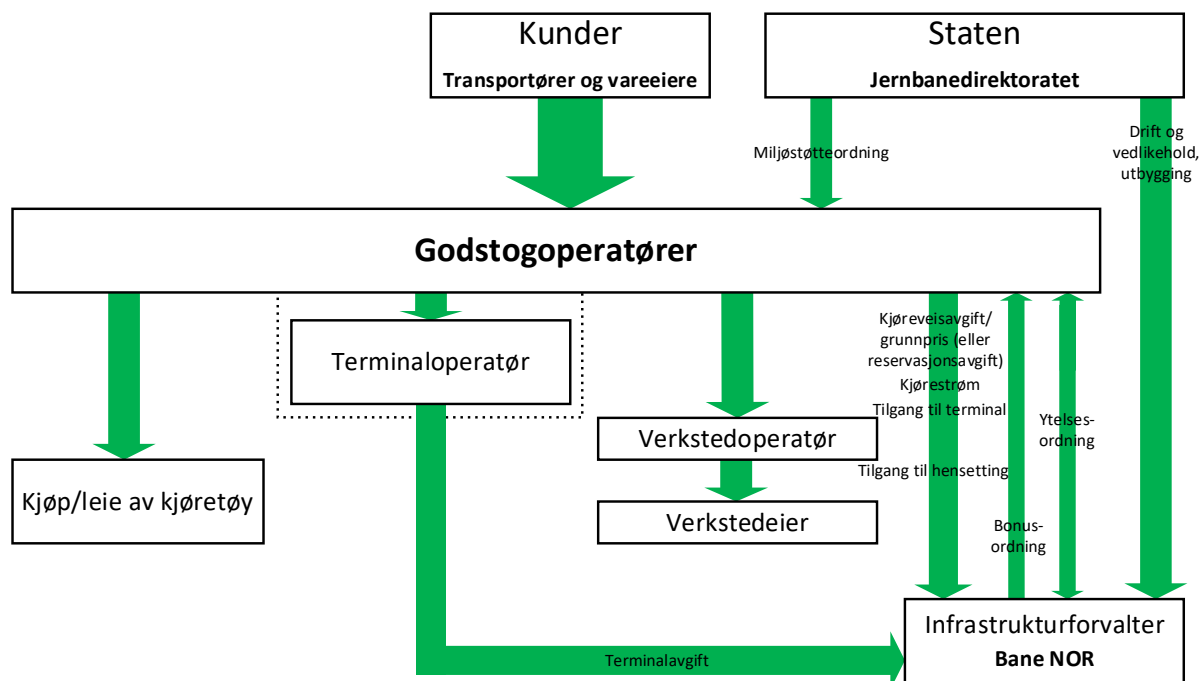 Kunder
Transportører og vareeiere
Staten
Jernbanedirektoratet
Miljøstøtteordning
Drift og
vedlikehold,
utbygging
Godstogoperatører
Terminaloperatør
Kjøp/leie av kjøretøy
Verkstedoperatør
Verkstedeier
Kjøreveisavgift/
grunnpris (eller
reservasjonsavgift)
Kjørestrøm
Tilgang til terminal
Tilgang til hensetting
Bonus-
ordning
Ytelses-
ordning
Terminalavgift
Infrastrukturforvalter
Bane NOR